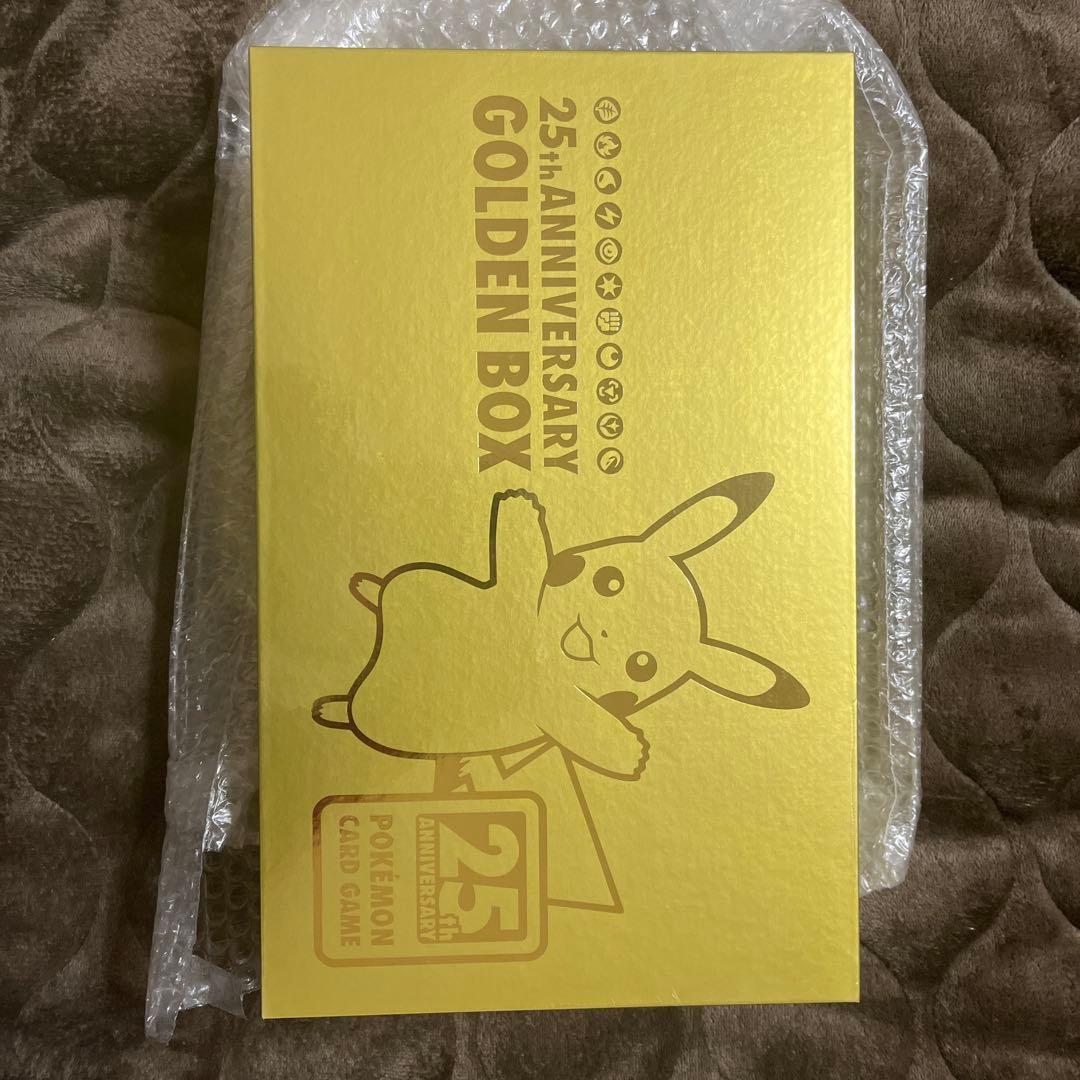 25th ANNIVERSARY
GOLDEN BOX
25th
ANNIVERSARY
POKÉMON
CARD GAME